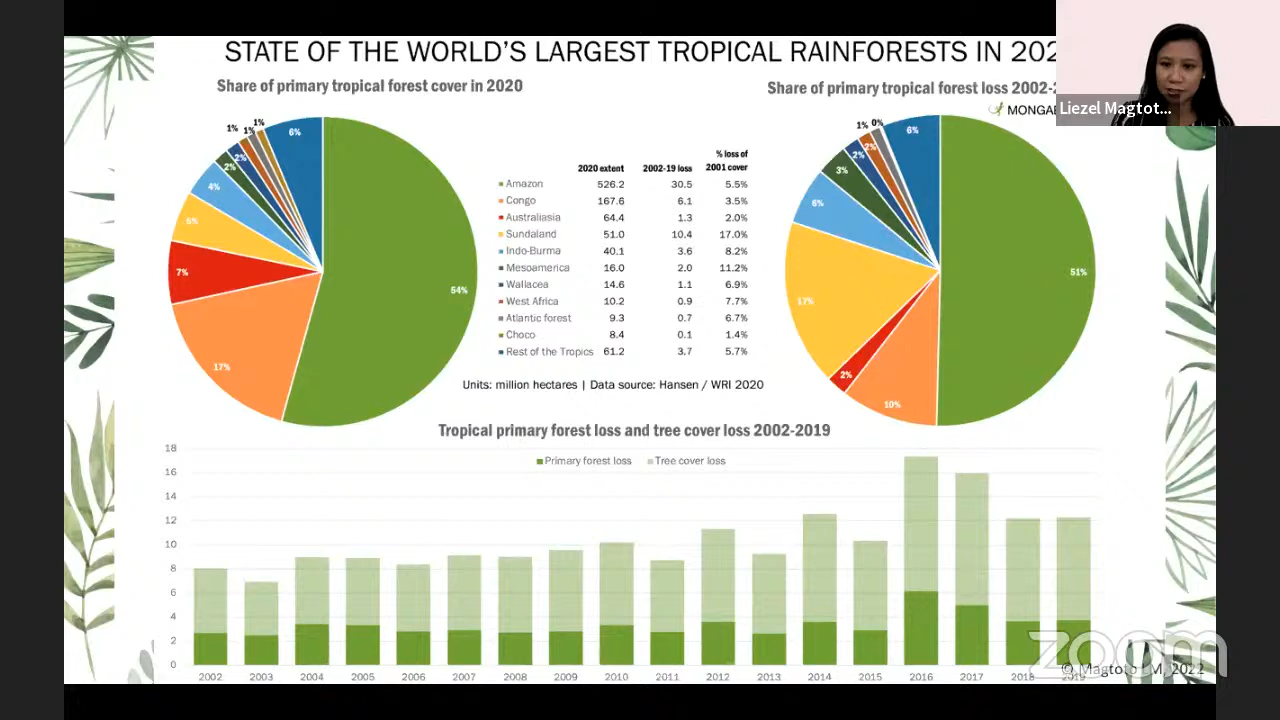 STATE OF THE WORLD'S LARGEST TROPICAL RAINFORESTS IN 202
Share of primary tropical forest cover in 2020
Share of primary tropical forest loss 2002-2
MONGAB
Liezel Magtot...
1% 1% 1% 6%
2% 2%
4%
5%
7%
17%
54%
% loss of
2020 extent 2002-19 loss 2001 cover
Amazon 526.2 30.5 5.5%
Congo 167.6 6.1 3.5%
Australiasia 64.4 1.3 2.0%
Sundaland 51.0 10.4 17.0%
Indo-Burma 40.1 3.6 8.2%
Mesoamerica 16.0 2.0 11.2%
Wallacea 14.6 1.1 6.9%
West Africa 10.2 0.9 7.7%
Atlantic forest 9.3 0.7 6.7%
Choco 8.4 0.1 1.4%
Rest of the Tropics 61.2 3.7 5.7%
Units: million hectares | Data source: Hansen / WRI 2020
1% 0% 6%
2% 2%
3%
6%
17%
2%
10%
51%
Tropical primary forest loss and tree cover loss 2002-2019
Primary forest loss Tree cover loss
18
16
14
12
10
8
6
4
2
0
2002 2003 2004 2005 2006 2007 2008 2009 2010 2011 2012 2013 2014 2015 2016 2017 2018 2019
zoom
© Magtoto LM, 2022